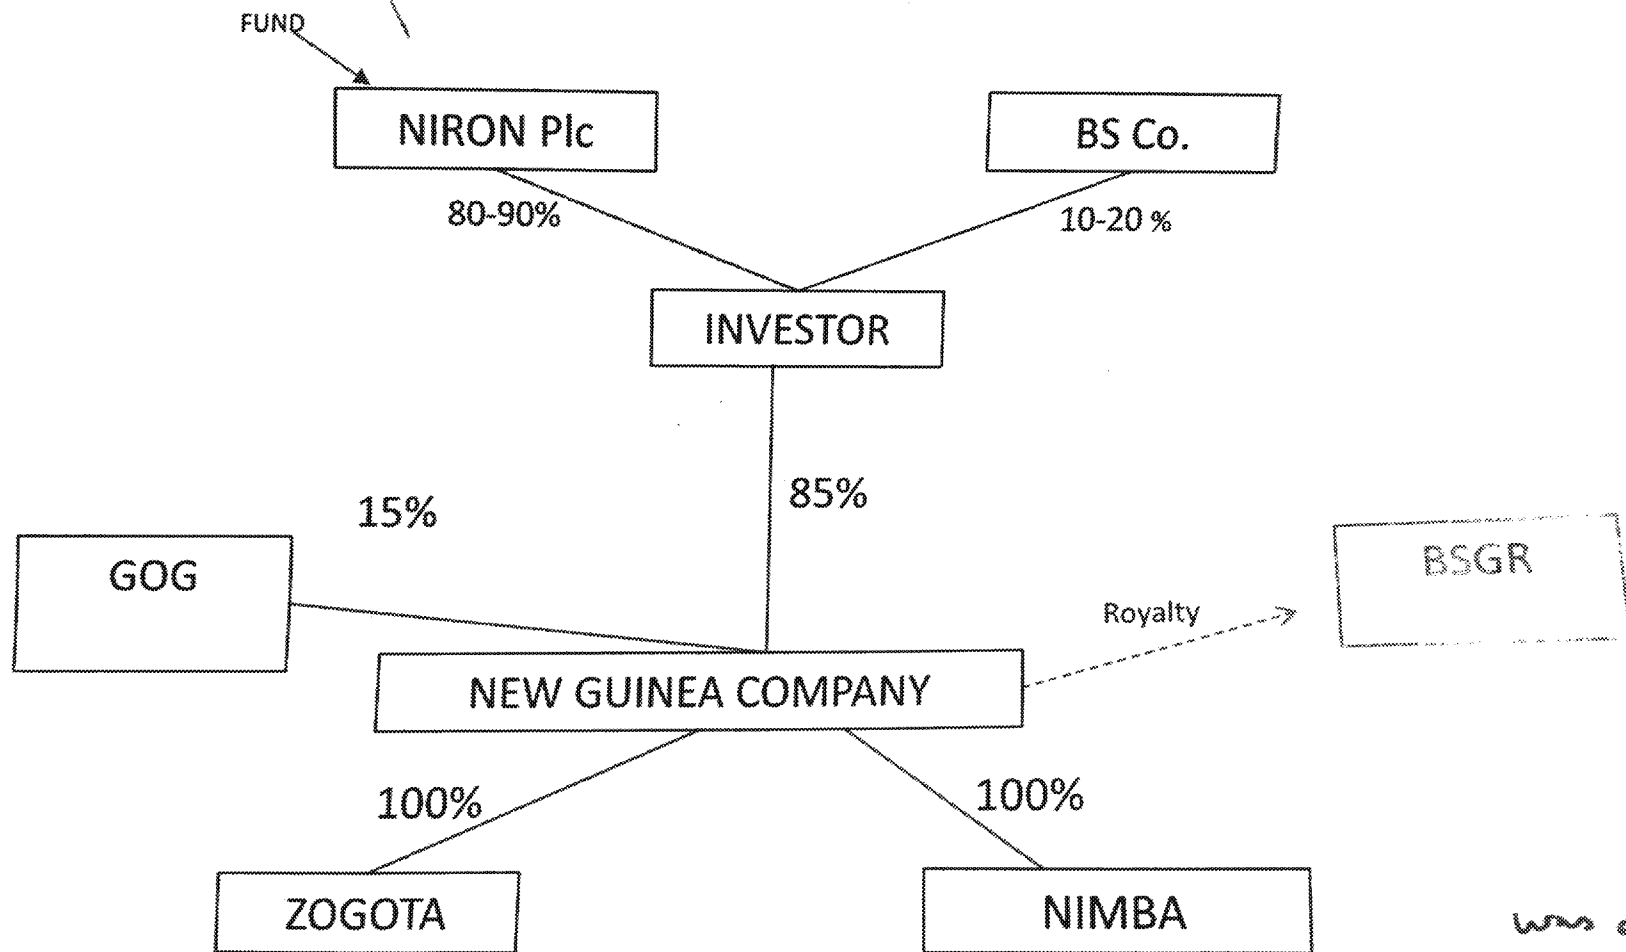 FUND
NIRON Plc
BS Co.
80-90%
10-20 %
INVESTOR
15%
85%
GOG
BSGR
Royalty
NEW GUINEA COMPANY
100%
100%
ZOGOTA
NIMBA
was